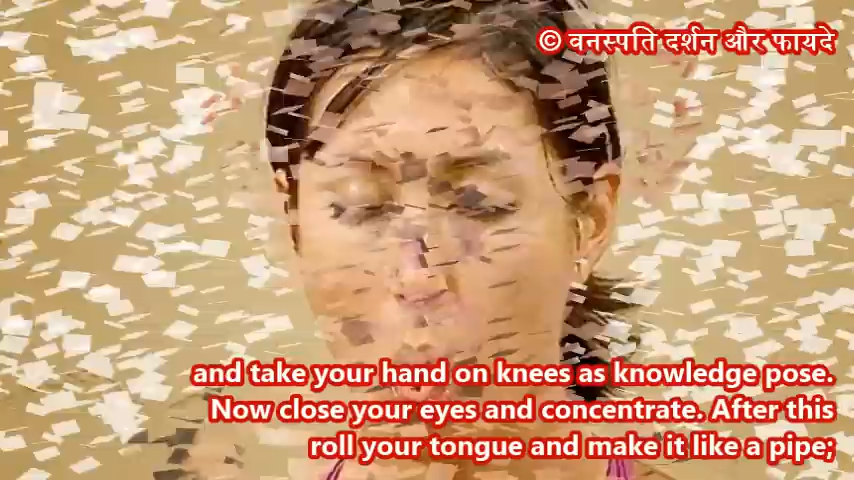 © वनस्पति दर्शन और फायदे
and take your hand on knees as knowledge pose.
Now close your eyes and concentrate. After this
roll your tongue and make it like a pipe;